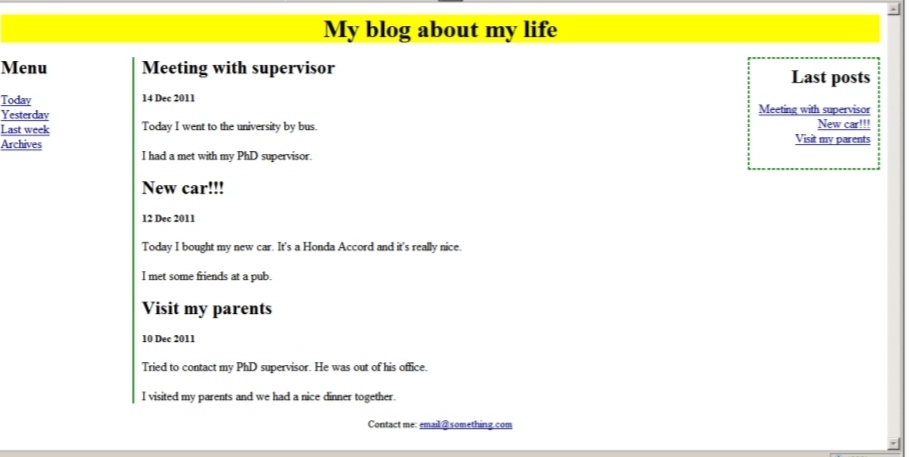 My blog about my life
Menu
Today
Yesterday
Last week
Archives
Meeting with supervisor
14 Dec 2011
Today I went to the university by bus.
I had a met with my PhD supervisor.
New car!!!
12 Dec 2011
Today I bought my new car. It's a Honda Accord and it's really nice.
I met some friends at a pub.
Visit my parents
10 Dec 2011
Tried to contact my PhD supervisor. He was out of his office.
I visited my parents and we had a nice dinner together.
Last posts
Meeting with supervisor
New car!!!
Visit my parents
Contact me: email@something.com